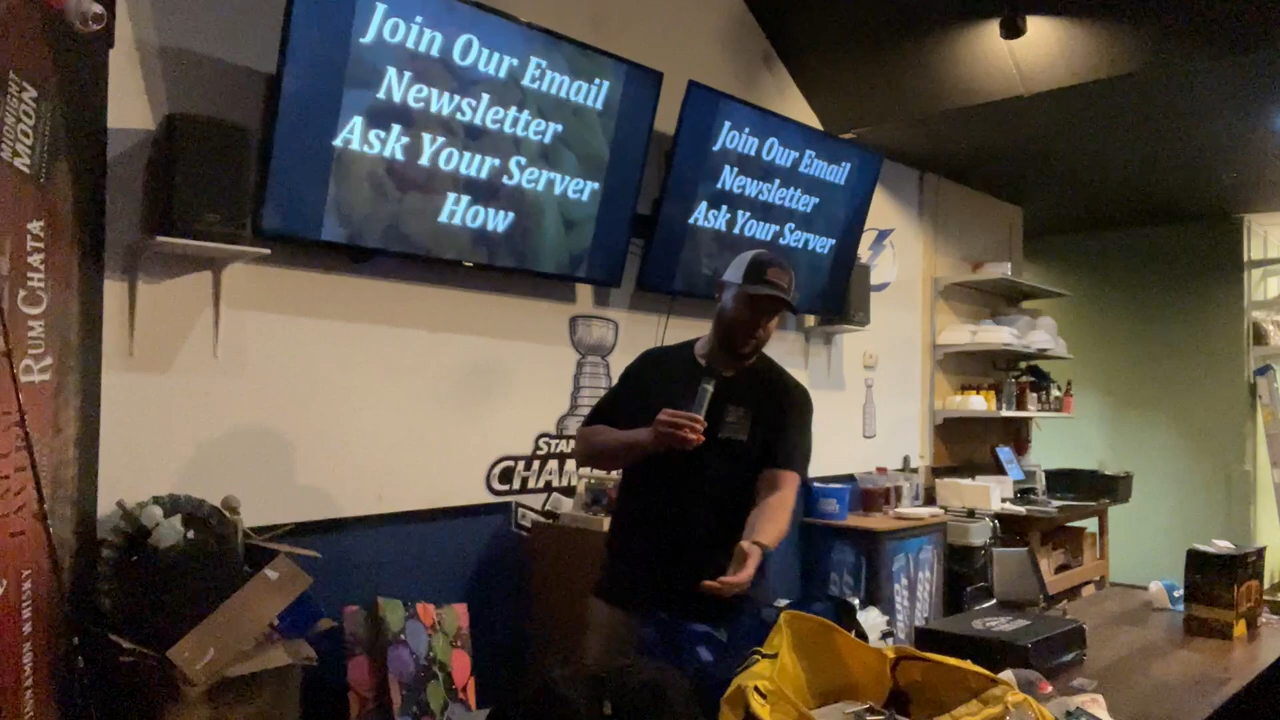 Join Our Email
Newsletter
Ask Your Server
How
Join Our Email
Newsletter
Ask Your Server
MIDNIGHT
MOON
RUMCHATA
CHAM